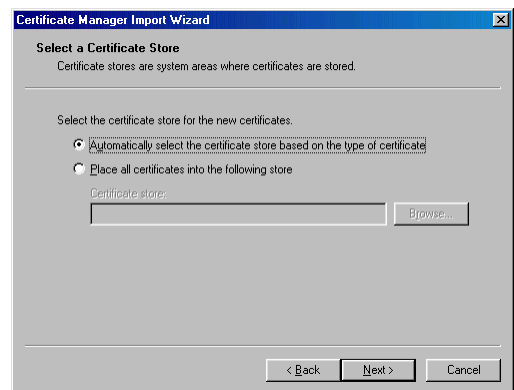 Certificate Manager Import Wizard
Select a Certificate Store
Certificate stores are system areas where certificates are stored.
Select the certificate store for the new certificates.
Automatically select the certificate store based on the type of certificate
Place all certificates into the following store
Certificate store:
Browse...
< Back Next > Cancel